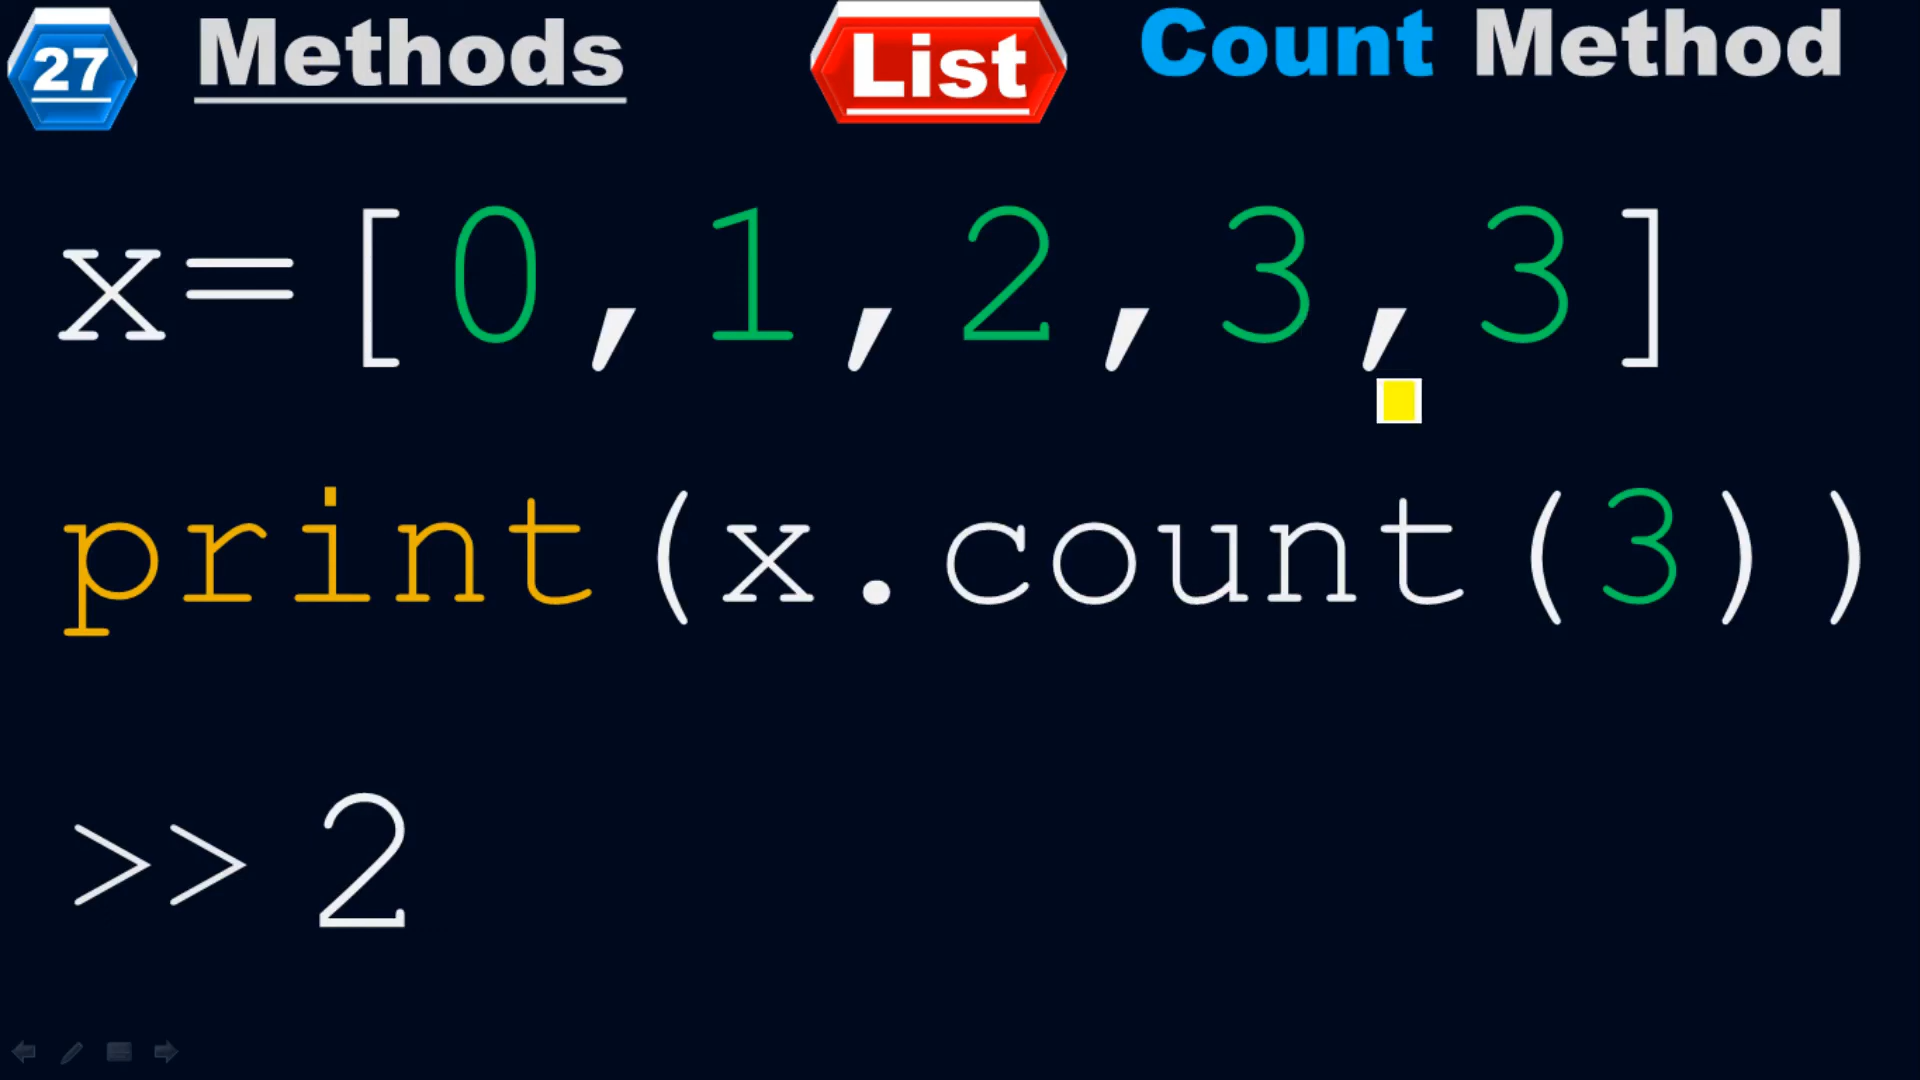 27 Methods List Count Method
x=[0,1,2,3,3]
print(x.count(3))
>> 2